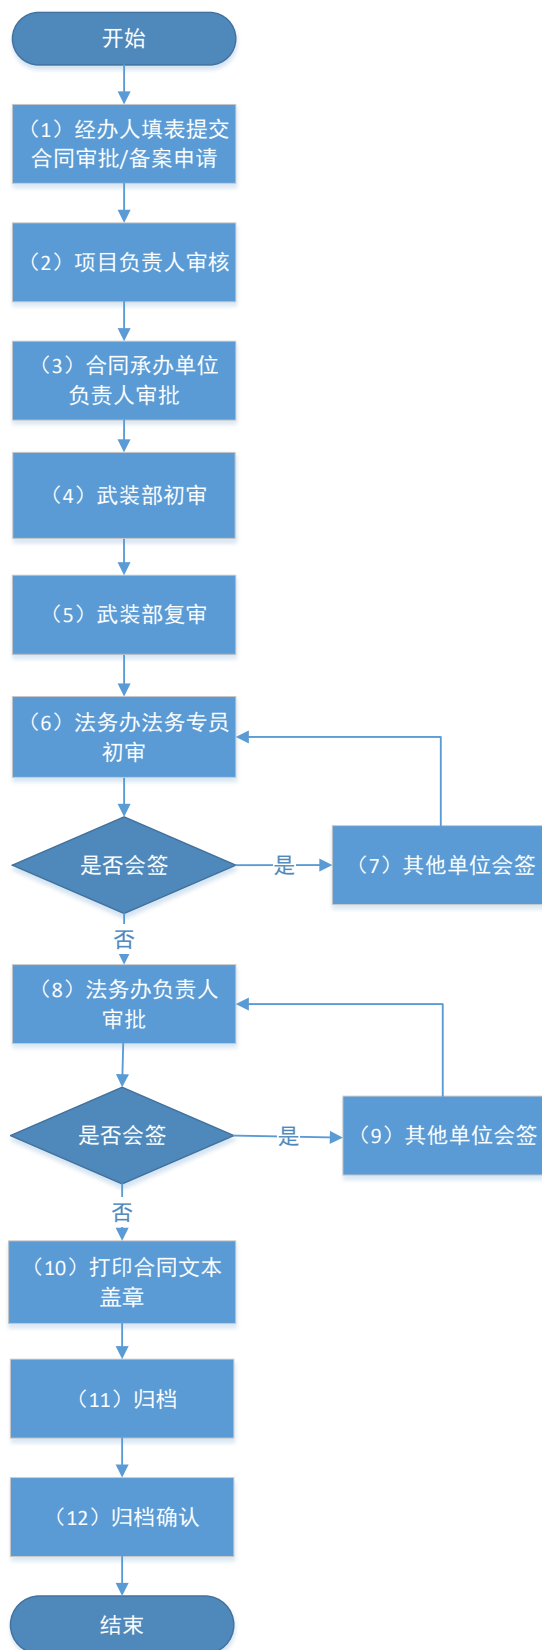 开始
（1）经办人填表提交
合同审批/备案申请
（2）项目负责人审核
（3）合同承办单位
负责人审批
（4）武装部初审
（5）武装部复审
（6）法务办法务专员
初审
是否会签
是
（7）其他单位会签
否
（8）法务办负责人
审批
是否会签
是
（9）其他单位会签
否
（10）打印合同文本
盖章
（11）归档
（12）归档确认
结束